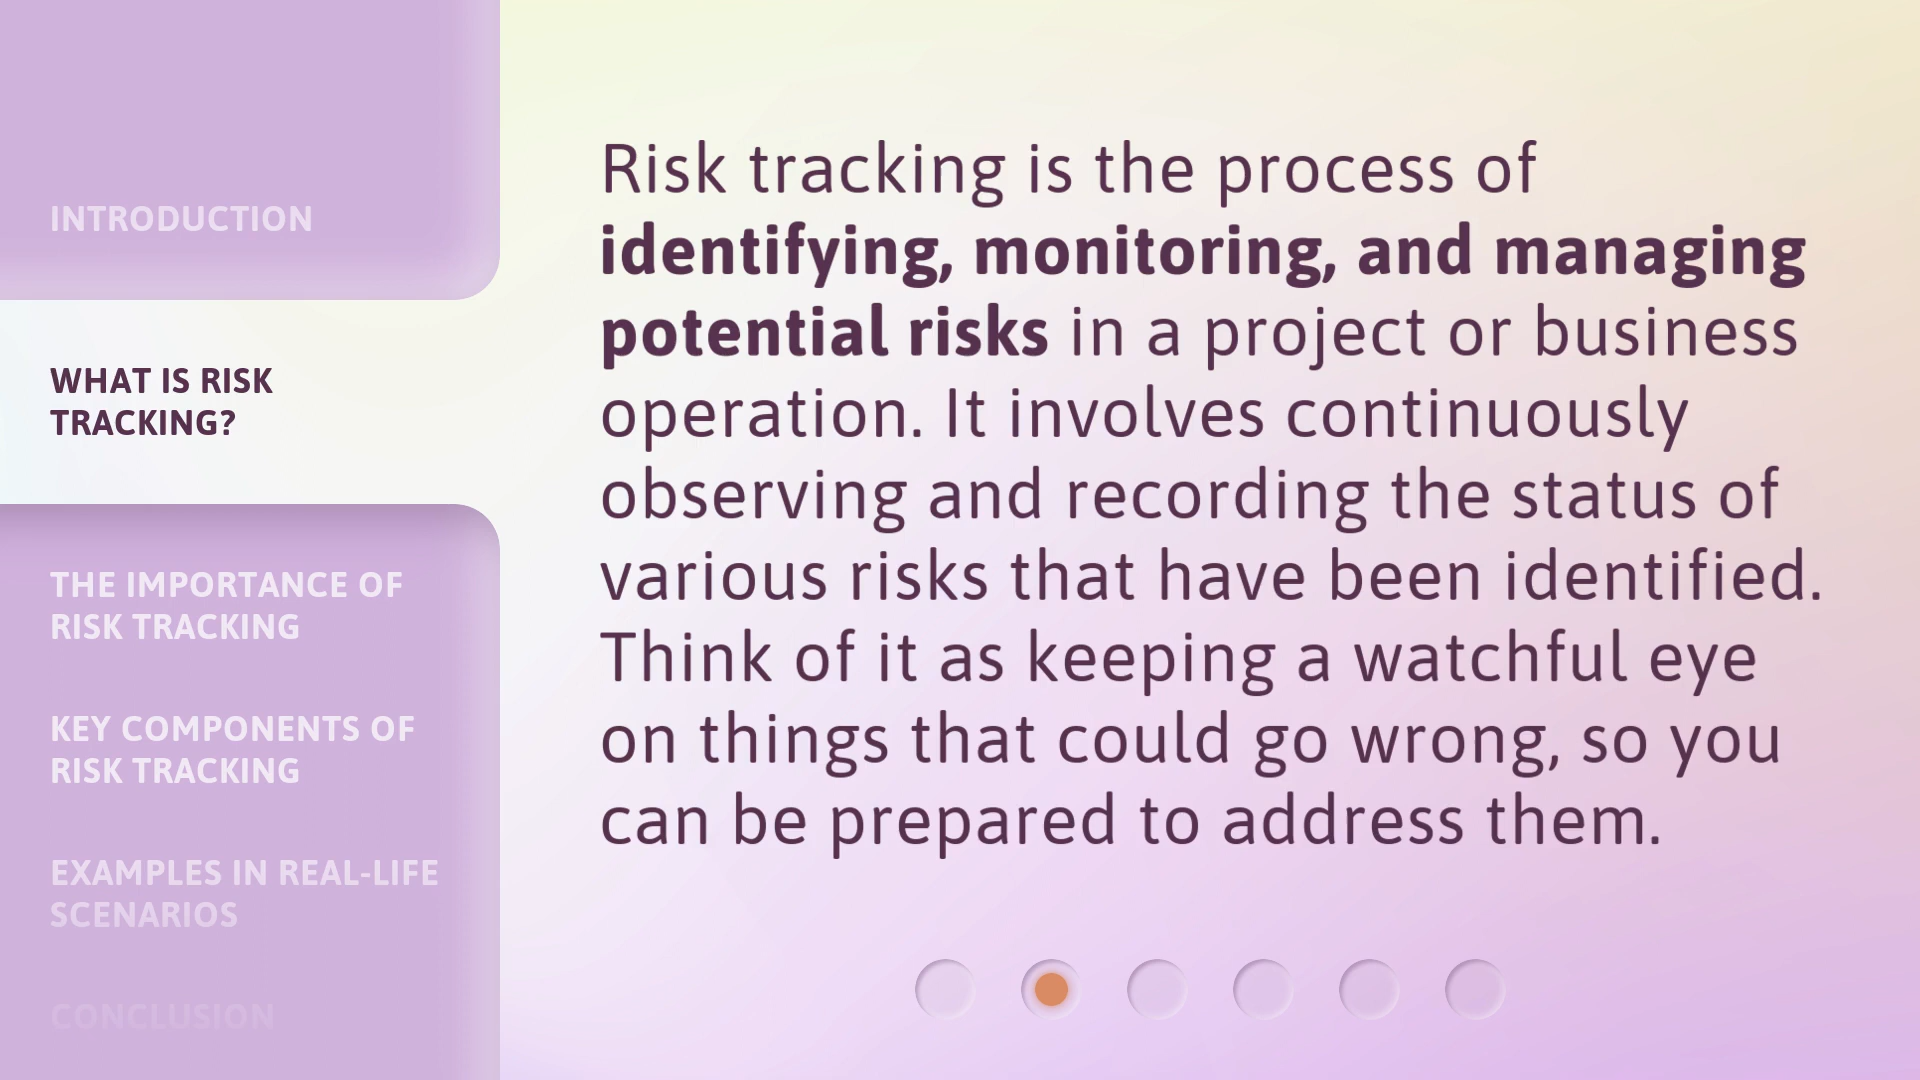 INTRODUCTION
WHAT IS RISK
TRACKING?
THE IMPORTANCE OF
RISK TRACKING
KEY COMPONENTS OF
RISK TRACKING
EXAMPLES IN REAL-LIFE
SCENARIOS
CONCLUSION
Risk tracking is the process of
identifying, monitoring, and managing
potential risks in a project or business
operation. It involves continuously
observing and recording the status of
various risks that have been identified.
Think of it as keeping a watchful eye
on things that could go wrong, so you
can be prepared to address them.